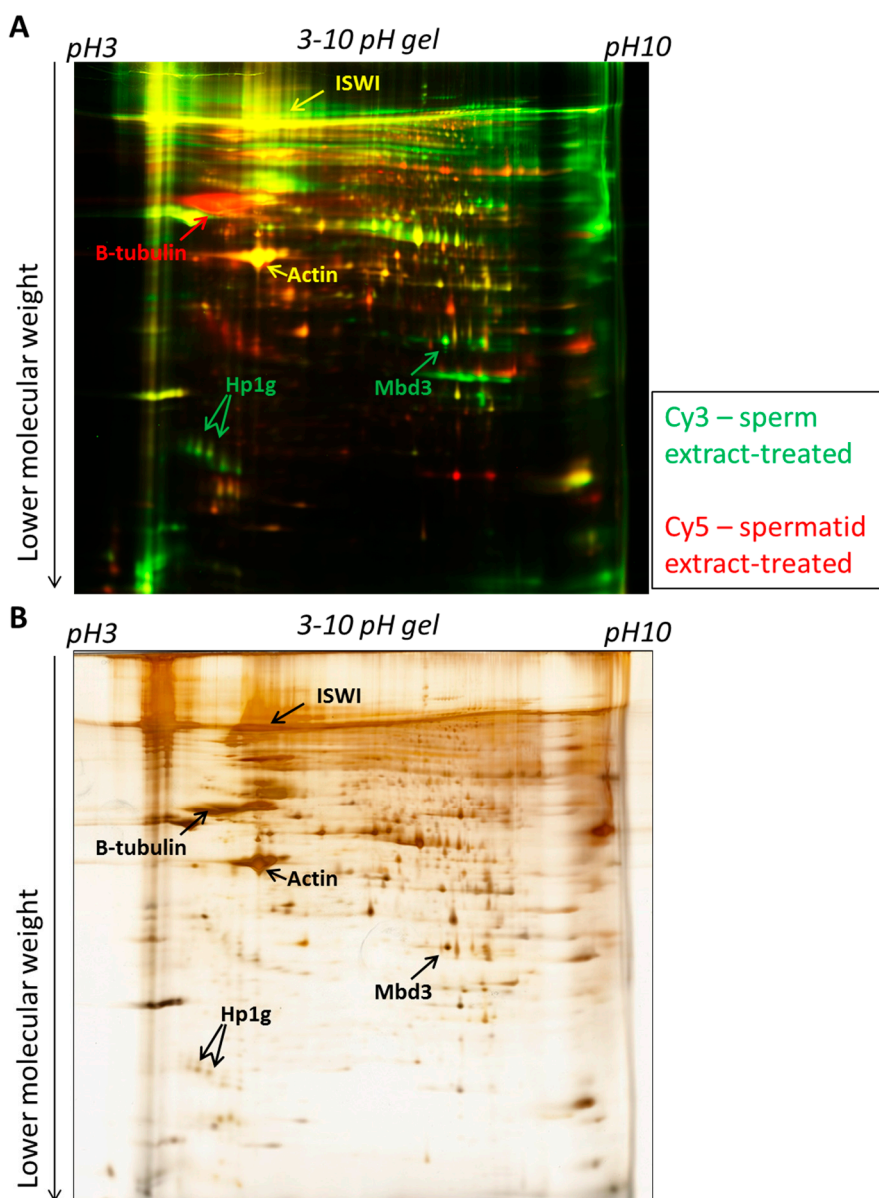 A
pH3
3-10 pH gel
pH10
ISWI
B-tubulin
Actin
Hp1g
Mbd3
Lower molecular weight
Cy3 – sperm
extract-treated
Cy5 – spermatid
extract-treated
B
pH3
3-10 pH gel
pH10
ISWI
B-tubulin
Actin
Mbd3
Hp1g
Lower molecular weight